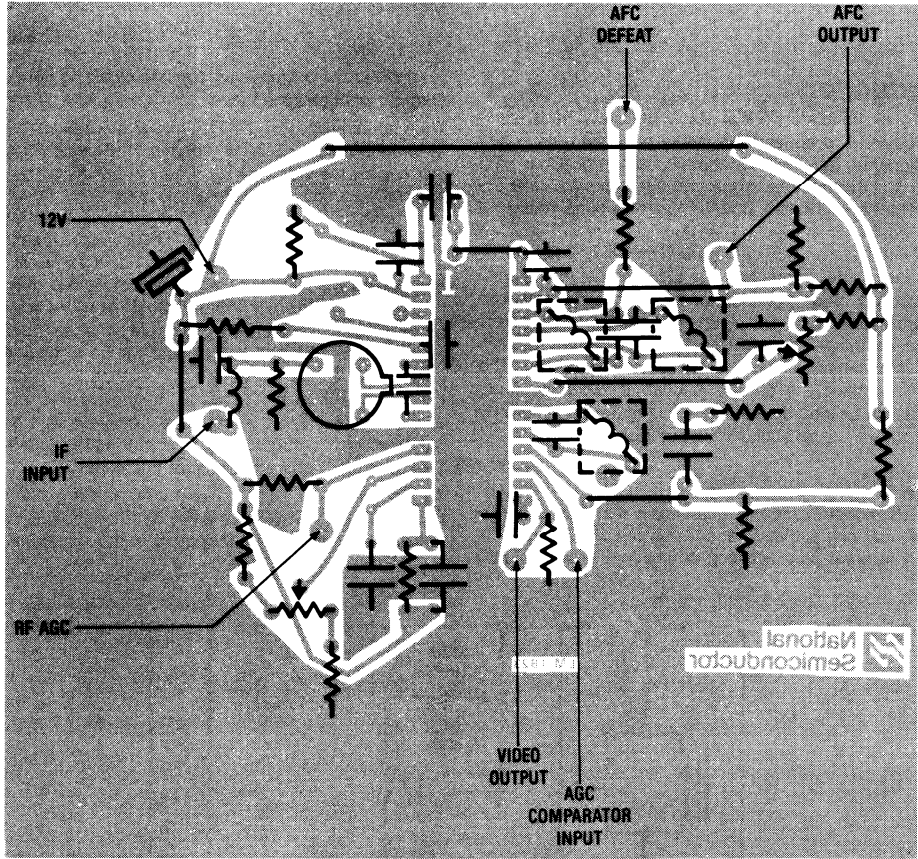 AFC
DEFEAT
AFC
OUTPUT
12V
IF
INPUT
RF AGC
National
Semiconductor
VIDEO
OUTPUT
AGC
COMPARATOR
INPUT